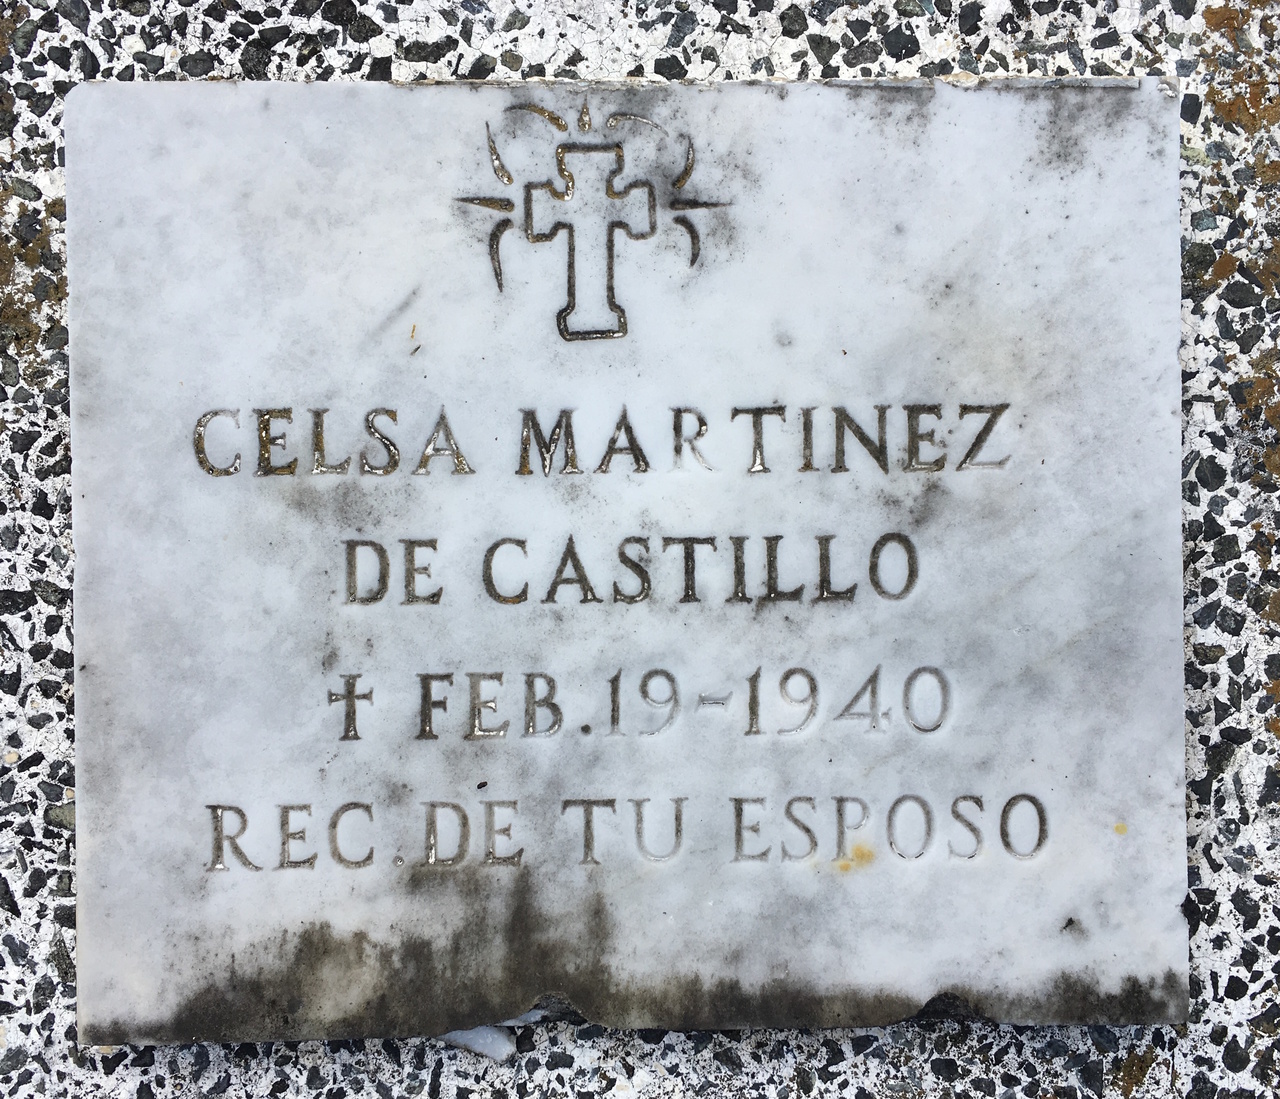 CELSA MARTINEZ
DE CASTILLO
† FEB. 19-1940
REC. DE TU ESPOSO